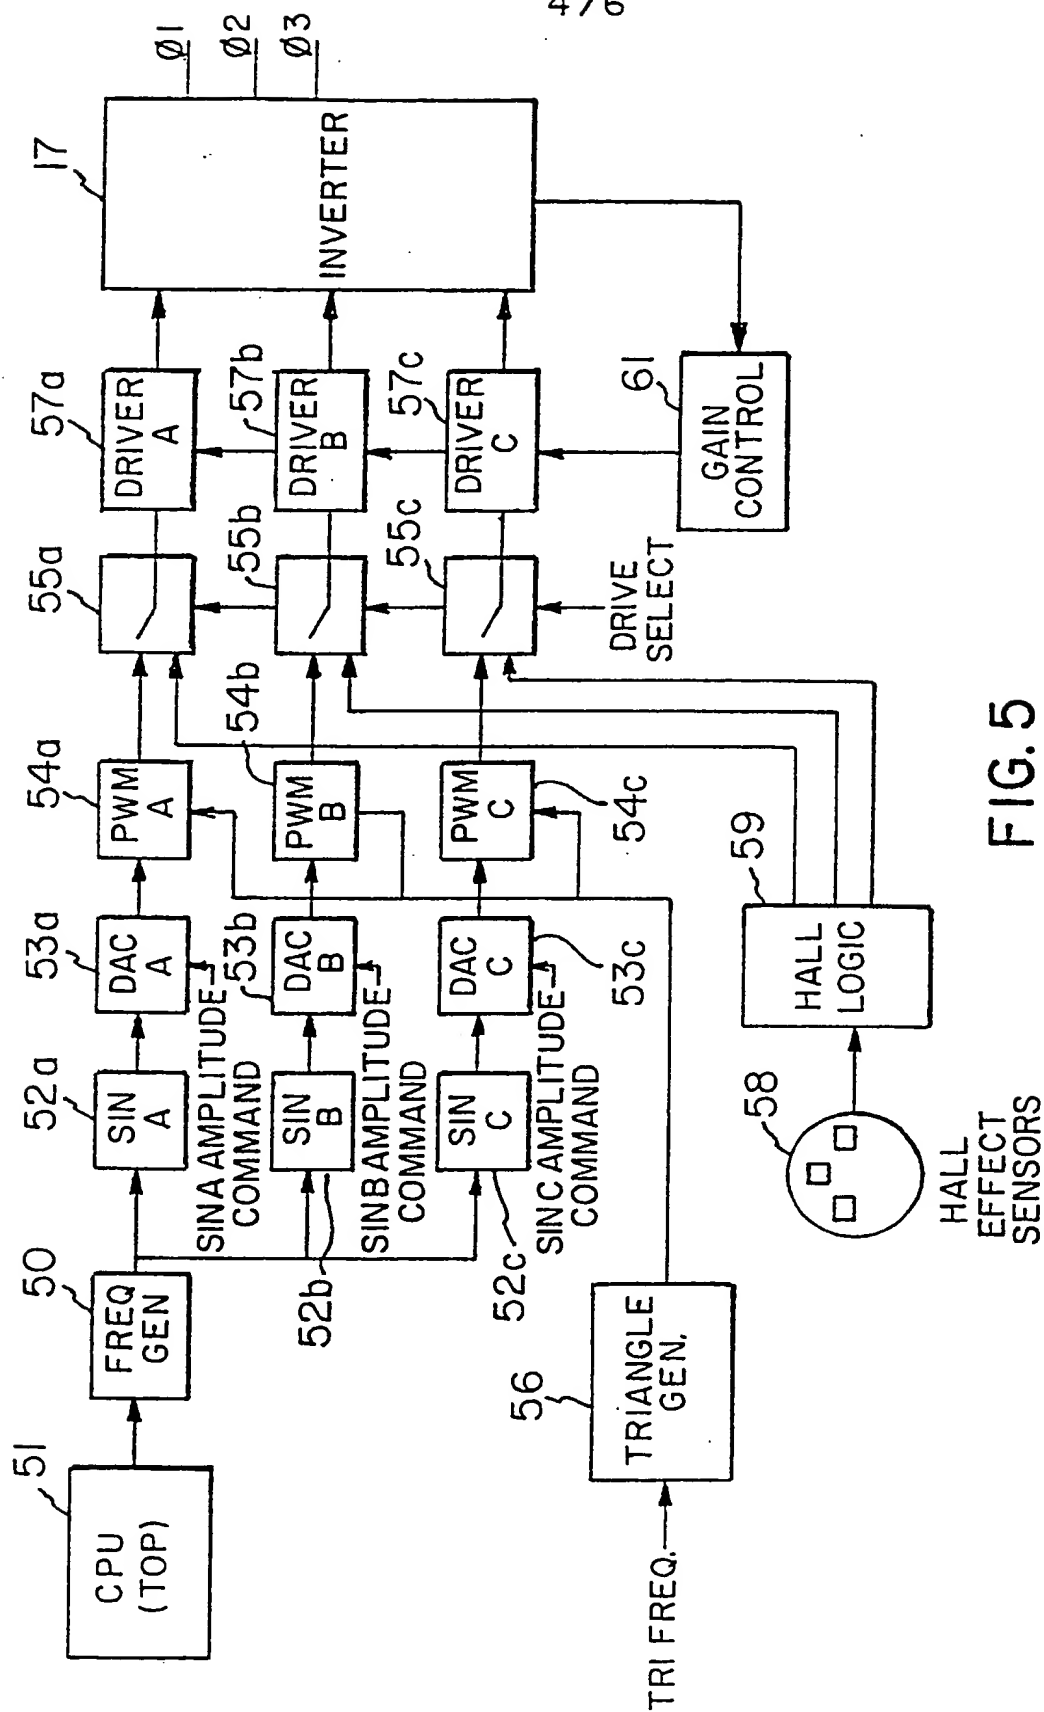 4/6
51
CPU
(TOP)
50
FREQ
GEN
52a
SIN
A
53a
DAC
A
54a
PWM
A
55a
57a
DRIVER
A
17
INVERTER
Ø1
Ø2
Ø3
SIN A AMPLITUDE
COMMAND
52b
SIN
B
53b
DAC
B
54b
PWM
B
55b
57b
DRIVER
B
SIN B AMPLITUDE
COMMAND
52c
SIN
C
53c
DAC
C
54c
PWM
C
55c
57c
DRIVER
C
SIN C AMPLITUDE
COMMAND
DRIVE
SELECT
61
GAIN
CONTROL
TRI FREQ.
56
TRIANGLE
GEN.
58
HALL
EFFECT
SENSORS
59
HALL
LOGIC
FIG. 5